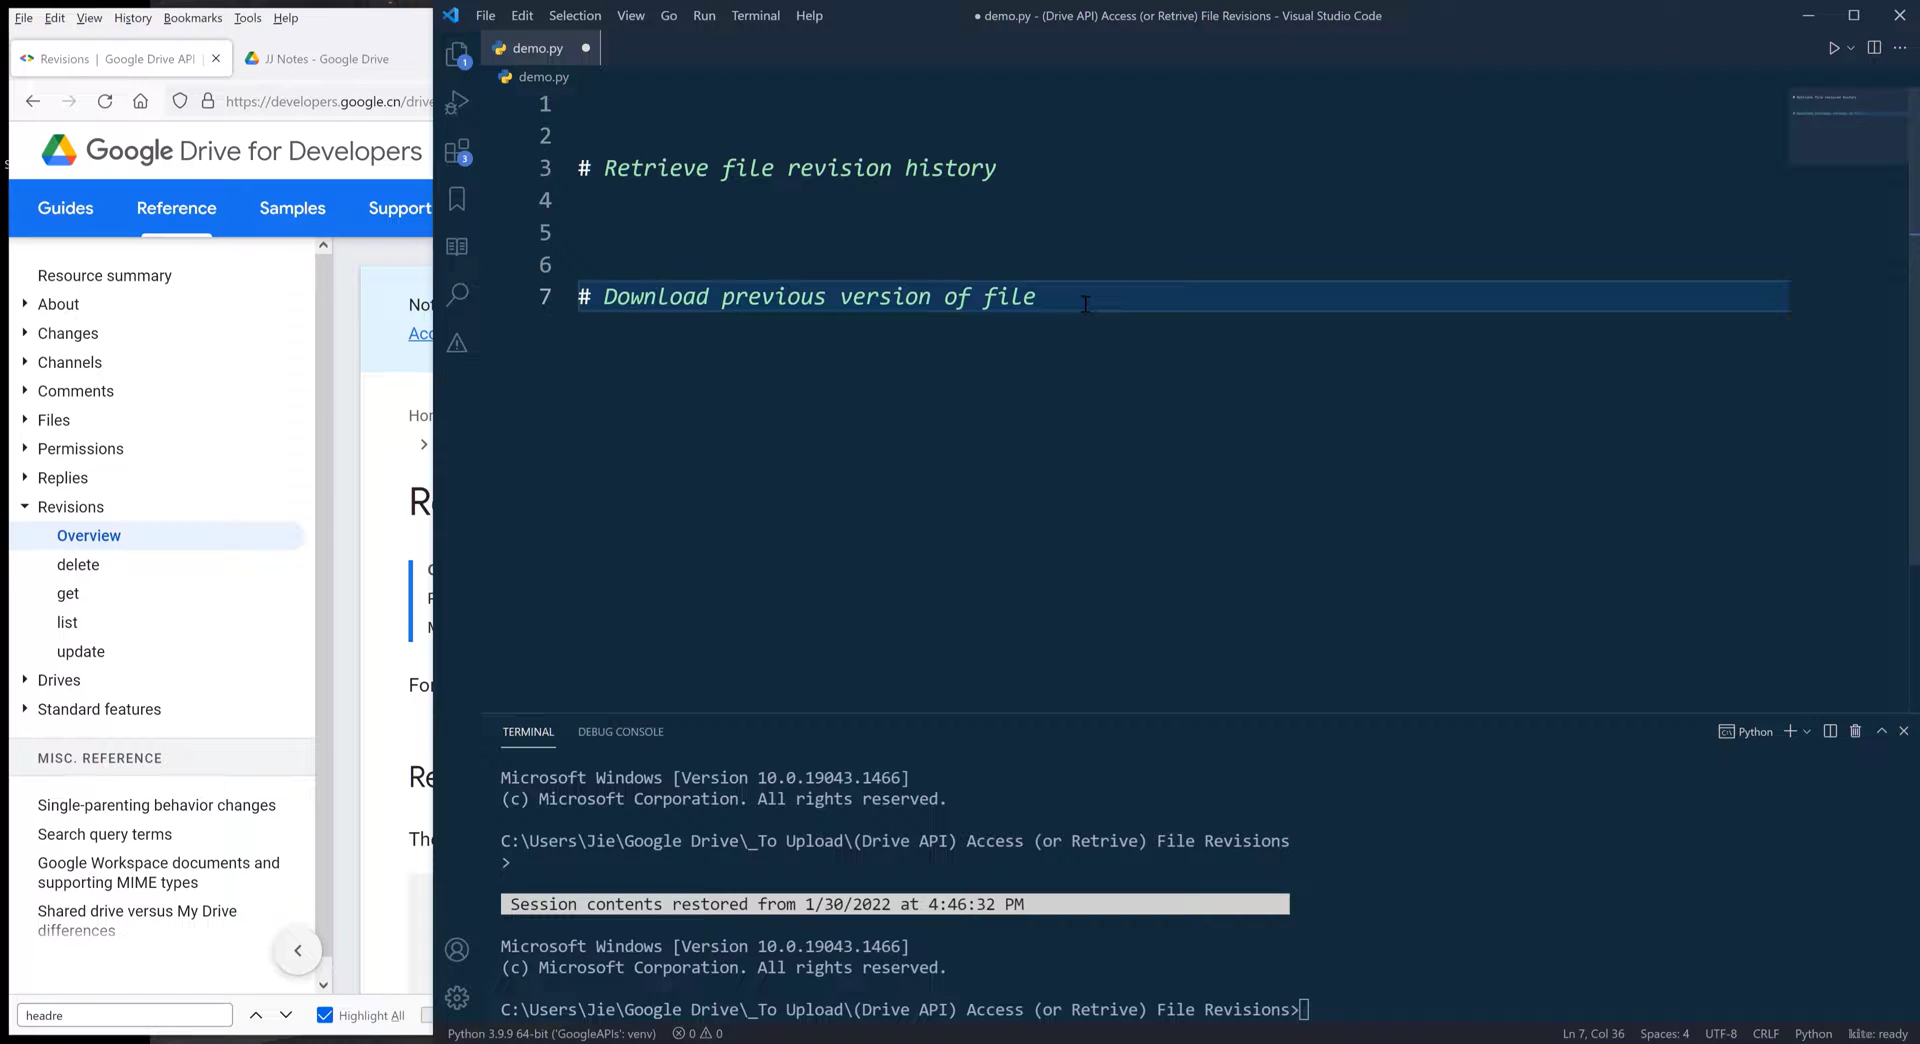 File Edit View History Bookmarks Tools Help
Revisions | Google Drive API
JJ Notes - Google Drive
https://developers.google.cn/drive
Google Drive for Developers
Guides Reference Samples Support
Resource summary
About
Changes
Channels
Comments
Files
Permissions
Replies
Revisions
Overview
delete
get
list
update
Drives
Standard features
MISC. REFERENCE
Single-parenting behavior changes
Search query terms
Google Workspace documents and
supporting MIME types
Shared drive versus My Drive
differences
headre
Highlight All
File Edit Selection View Go Run Terminal Help
● demo.py - (Drive API) Access (or Retrive) File Revisions - Visual Studio Code
demo.py
demo.py
1
2
3 # Retrieve file revision history
4
5
6
7 # Download previous version of file
1
3
TERMINAL DEBUG CONSOLE
Python
Microsoft Windows [Version 10.0.19043.1466]
(c) Microsoft Corporation. All rights reserved.
C:\Users\Jie\Google Drive\_To Upload\(Drive API) Access (or Retrive) File Revisions
>
Session contents restored from 1/30/2022 at 4:46:32 PM
Microsoft Windows [Version 10.0.19043.1466]
(c) Microsoft Corporation. All rights reserved.
C:\Users\Jie\Google Drive\_To Upload\(Drive API) Access (or Retrive) File Revisions>
Python 3.9.9 64-bit ('GoogleAPIs': venv) 0 0
Ln 7, Col 36 Spaces: 4 UTF-8 CRLF Python kite: ready